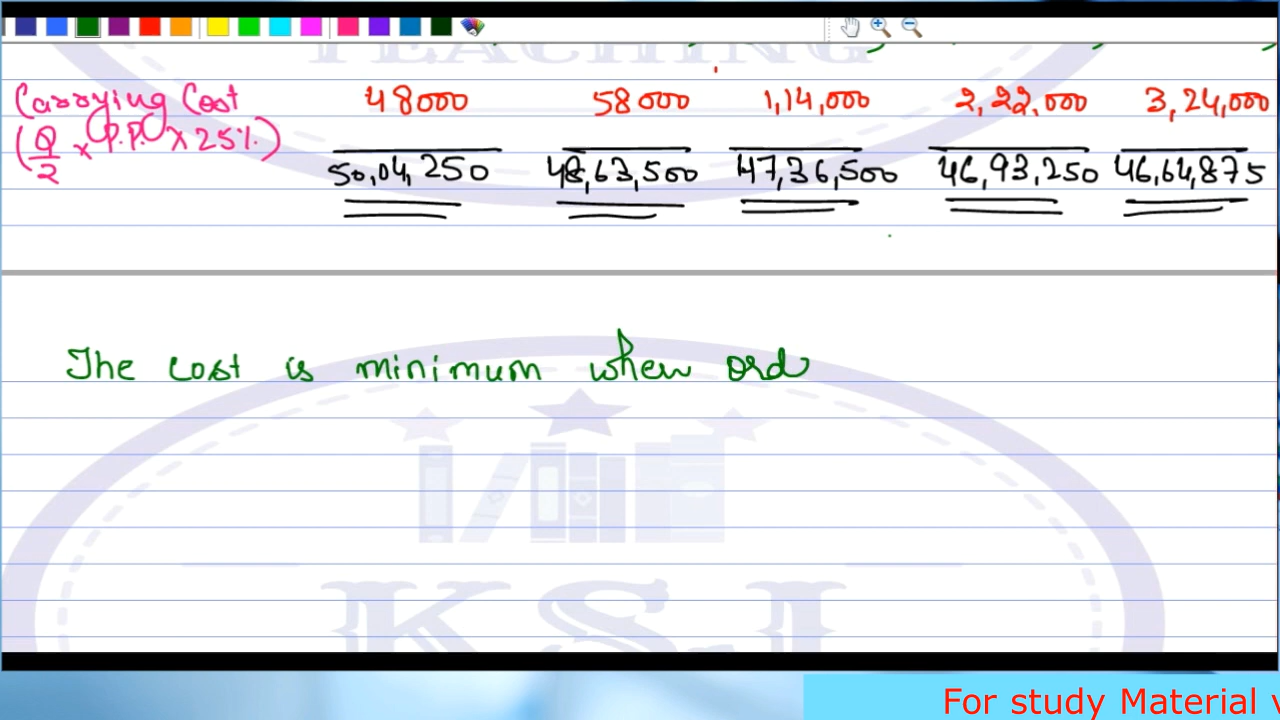 TEACHING
Carrying Cost 48000 58000 1,14,000 2,22,000 3,24,000
(Q/2 x P.P. x 25%)
50,04,250 48,63,500 47,36,500 46,93,250 46,64,875
The cost is minimum when ord
KSJ
For study Material v